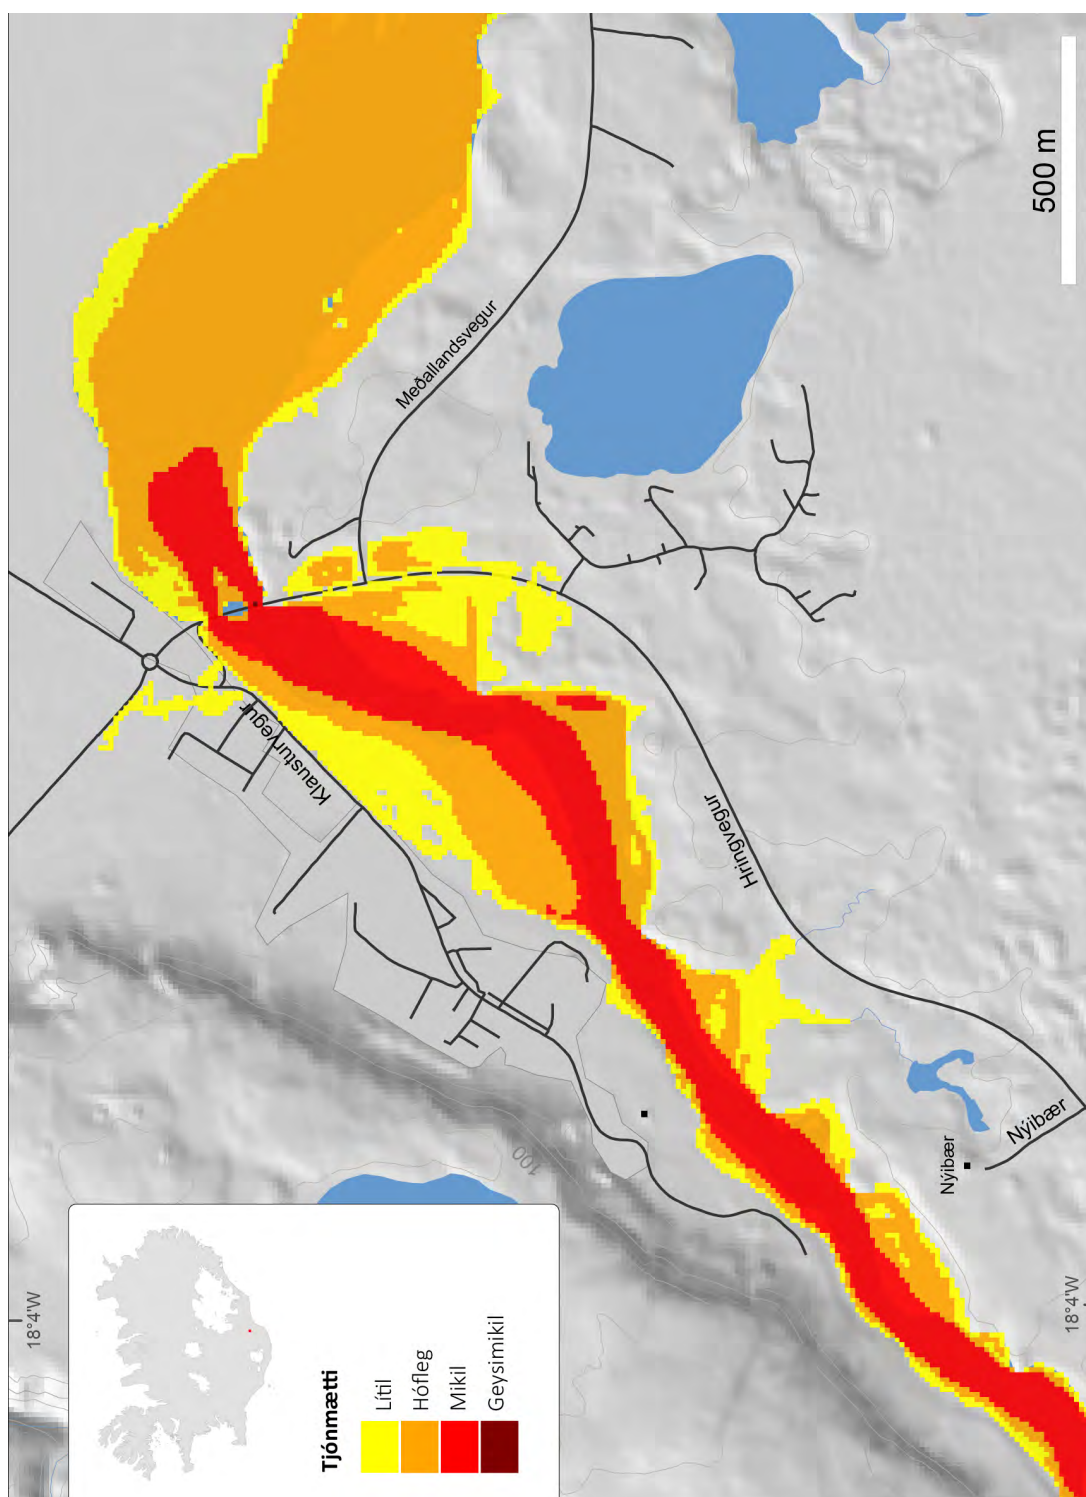 18°4'W
Tjónmætti
Lítil
Hófleg
Mikil
Geysimikil
100
Klausturvegur
Meðallandsvegur
Hringvegur
Nýibær
Nýibær
18°4'W
500 m